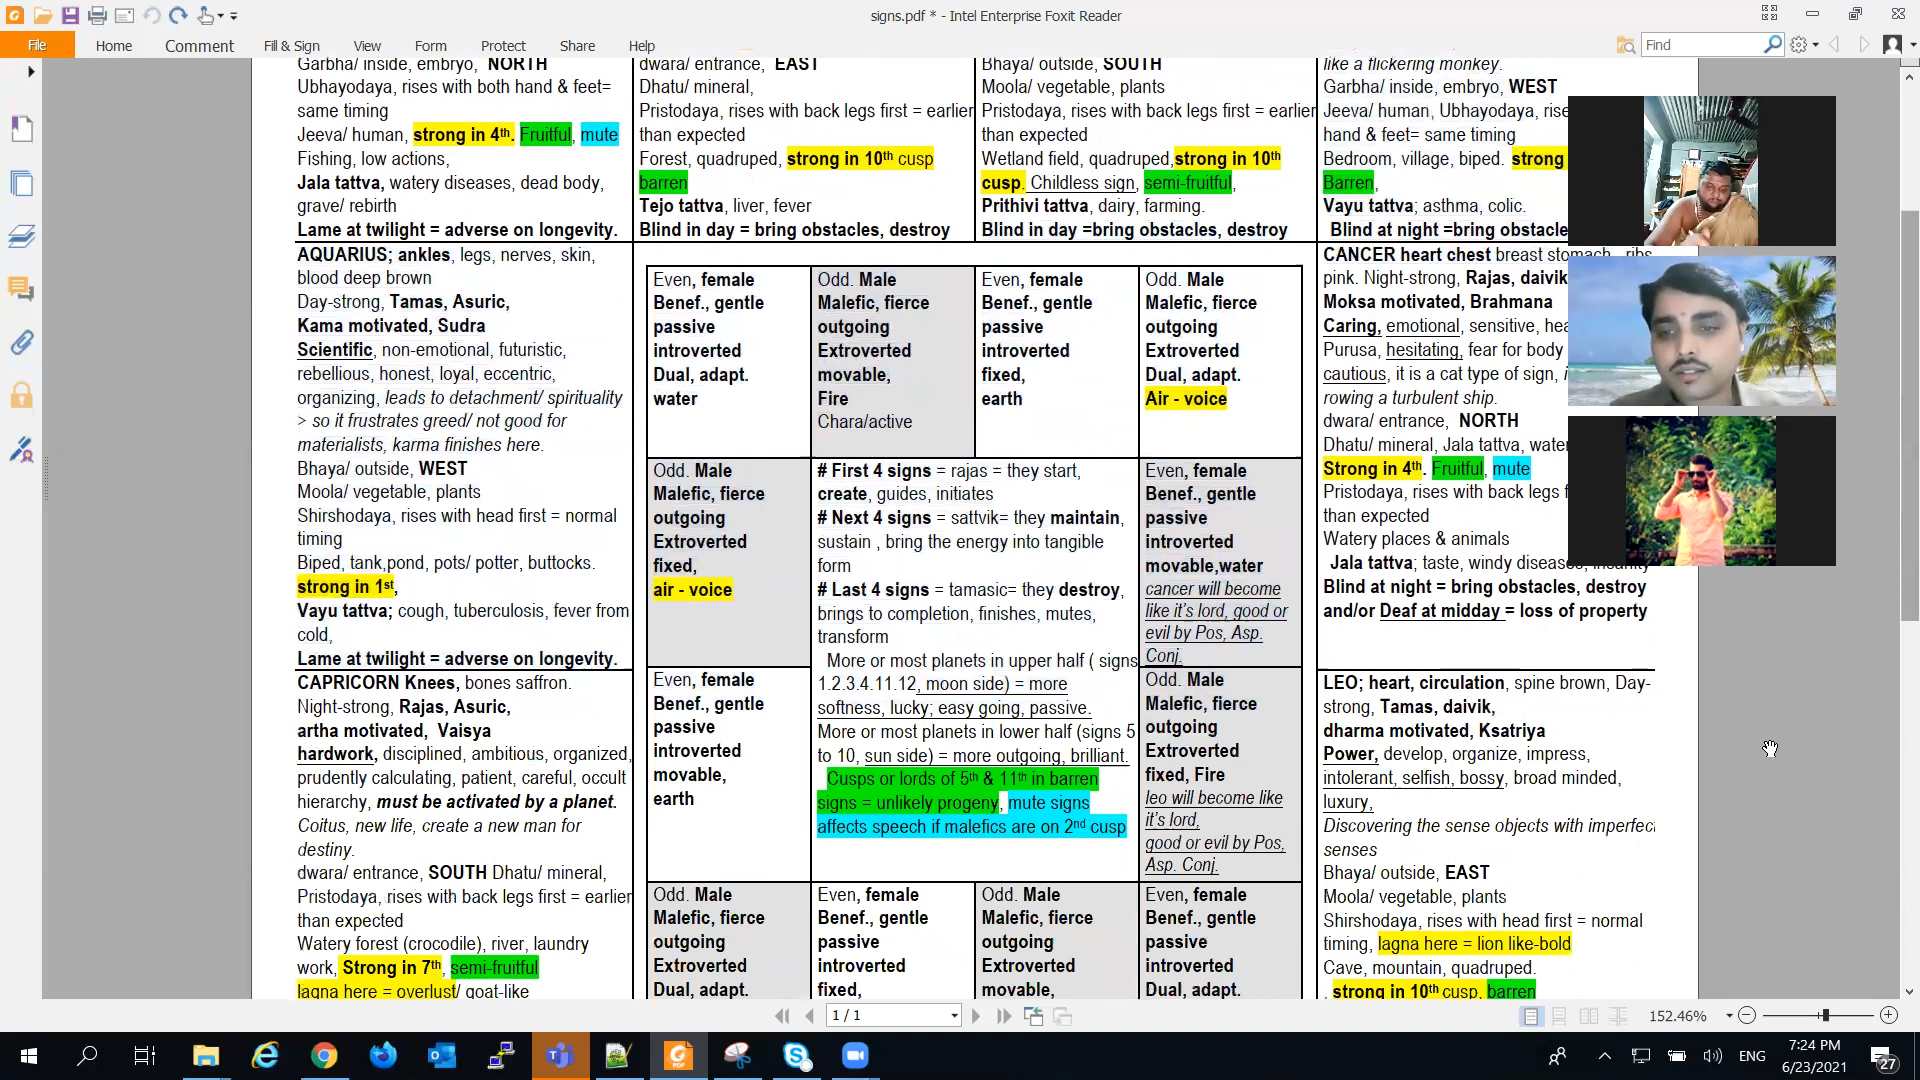 signs.pdf * - Intel Enterprise Foxit Reader
File Home Comment Fill & Sign View Form Protect Share Help
Find
Garbha/ inside, embryo, NORTH
Ubhayodaya, rises with both hand & feet=
same timing
Jeeva/ human, strong in 4th. Fruitful, mute
Fishing, low actions,
Jala tattva, watery diseases, dead body,
grave/ rebirth
Lame at twilight = adverse on longevity.
dwara/ entrance, EAST
Dhatu/ mineral,
Pristodaya, rises with back legs first = earlier
than expected
Forest, quadruped, strong in 10th cusp
barren
Tejo tattva, liver, fever
Blind in day = bring obstacles, destroy
Bhaya/ outside, SOUTH
Moola/ vegetable, plants
Pristodaya, rises with back legs first = earlier
than expected
Wetland field, quadruped,strong in 10th
cusp. Childless sign, semi-fruitful,
Prithivi tattva, dairy, farming.
Blind in day =bring obstacles, destroy
like a flickering monkey.
Garbha/ inside, embryo, WEST
Jeeva/ human, Ubhayodaya, rise
hand & feet= same timing
Bedroom, village, biped. strong
Barren,
Vayu tattva; asthma, colic.
Blind at night =bring obstacle
AQUARIUS; ankles, legs, nerves, skin,
blood deep brown
Day-strong, Tamas, Asuric,
Kama motivated, Sudra
Scientific, non-emotional, futuristic,
rebellious, honest, loyal, eccentric,
organizing, leads to detachment/ spirituality
> so it frustrates greed/ not good for
materialists, karma finishes here.
Bhaya/ outside, WEST
Moola/ vegetable, plants
Shirshodaya, rises with head first = normal
timing
Biped, tank,pond, pots/ potter, buttocks.
strong in 1st,
Vayu tattva; cough, tuberculosis, fever from
cold,
Lame at twilight = adverse on longevity.
CAPRICORN Knees, bones saffron.
Night-strong, Rajas, Asuric,
artha motivated, Vaisya
hardwork, disciplined, ambitious, organized,
prudently calculating, patient, careful, occult
hierarchy, must be activated by a planet.
Coitus, new life, create a new man for
destiny.
dwara/ entrance, SOUTH Dhatu/ mineral,
Pristodaya, rises with back legs first = earlier
than expected
Watery forest (crocodile), river, laundry
work, Strong in 7th, semi-fruitful
lagna here = overlust/ goat-like
Even, female
Benef., gentle
passive
introverted
Dual, adapt.
water
Odd. Male
Malefic, fierce
outgoing
Extroverted
movable,
Fire
Chara/active
Even, female
Benef., gentle
passive
introverted
fixed,
earth
Odd. Male
Malefic, fierce
outgoing
Extroverted
Dual, adapt.
Air - voice
Odd. Male
Malefic, fierce
outgoing
Extroverted
fixed,
air - voice
# First 4 signs = rajas = they start,
create, guides, initiates
# Next 4 signs = sattvik= they maintain,
sustain , bring the energy into tangible
form
# Last 4 signs = tamasic= they destroy,
brings to completion, finishes, mutes,
transform
More or most planets in upper half ( signs
1.2.3.4.11.12, moon side) = more
softness, lucky; easy going, passive.
More or most planets in lower half (signs 5
to 10, sun side) = more outgoing, brilliant.
Cusps or lords of 5th & 11th in barren
signs = unlikely progeny, mute signs
affects speech if malefics are on 2nd cusp
Even, female
Benef., gentle
passive
introverted
movable,water
cancer will become
like it's lord, good or
evil by Pos, Asp.
Conj.
Even, female
Benef., gentle
passive
introverted
movable,
earth
Odd. Male
Malefic, fierce
outgoing
Extroverted
fixed, Fire
leo will become like
it's lord,
good or evil by Pos,
Asp. Conj.
Odd. Male
Malefic, fierce
outgoing
Extroverted
Dual, adapt.
Even, female
Benef., gentle
passive
introverted
fixed,
Odd. Male
Malefic, fierce
outgoing
Extroverted
movable,
Even, female
Benef., gentle
passive
introverted
Dual, adapt.
CANCER heart chest breast stomach, ribs
pink. Night-strong, Rajas, daivik
Moksa motivated, Brahmana
Caring, emotional, sensitive, hea
Purusa, hesitating, fear for body
cautious, it is a cat type of sign, i
rowing a turbulent ship.
dwara/ entrance, NORTH
Dhatu/ mineral, Jala tattva, water
Strong in 4th. Fruitful, mute
Pristodaya, rises with back legs f
than expected
Watery places & animals
Jala tattva; taste, windy diseases, insanity
Blind at night = bring obstacles, destroy
and/or Deaf at midday = loss of property
LEO; heart, circulation, spine brown, Day-
strong, Tamas, daivik,
dharma motivated, Ksatriya
Power, develop, organize, impress,
intolerant, selfish, bossy, broad minded,
luxury,
Discovering the sense objects with imperfect
senses
Bhaya/ outside, EAST
Moola/ vegetable, plants
Shirshodaya, rises with head first = normal
timing, lagna here = lion like-bold
Cave, mountain, quadruped.
, strong in 10th cusp, barren
1 / 1
152.46%
ENG
7:24 PM
6/23/2021
27